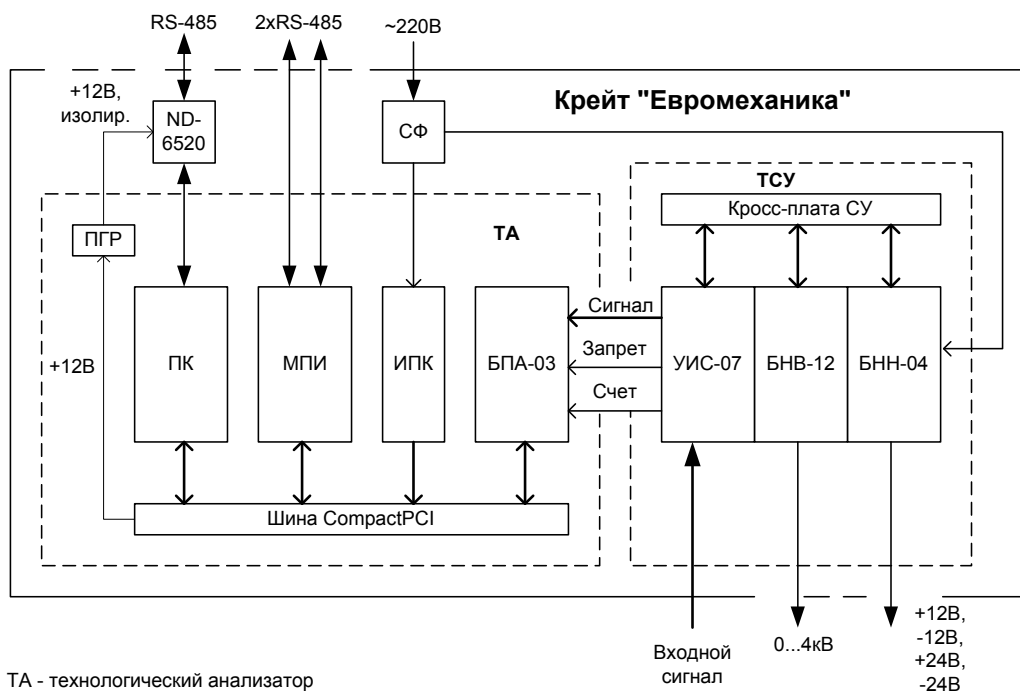 RS-485
2xRS-485
~220В
+12В,
изолир.
ND-
6520
СФ
Крейт "Евромеханика"
ТСУ
Кросс-плата СУ
ПГР
ТА
+12В
ПК
МПИ
ИПК
БПА-03
Сигнал
Запрет
Счет
УИС-07
БНВ-12
БНН-04
Шина CompactPCI
Входной
сигнал
0...4кВ
+12В,
-12В,
+24В,
-24В
ТА - технологический анализатор